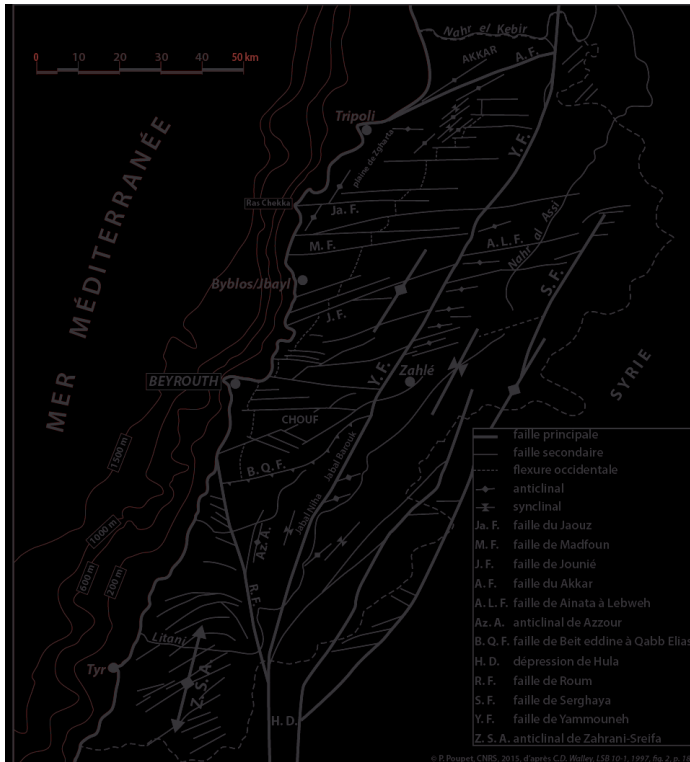 0 10 20 30 40 50 km
MER MÉDITERRANÉE
Nahr el Kebir
AKKAR
A. F.
Tripoli
plaine de Zgharta
Y. F.
Ras Chekka
Ja. F.
M. F.
A. L. F.
Nahr al Assi
S. F.
Byblos/Jbayl
J. F.
BEYROUTH
Y. F.
Zahlé
SYRIE
CHOUF
B. Q. F.
Jabal Barouk
Jabal Niha
Az. A.
R. F.
1500 m
1000 m
600 m
200 m
Litani
Tyr
Z. S. A.
H. D.
faille principale
faille secondaire
flexure occidentale
anticlinal
synclinal
Ja. F. faille du Jaouz
M. F. faille de Madfoun
J. F. faille de Jounié
A. F. faille du Akkar
A. L. F. faille de Ainata à Lebweh
Az. A. anticlinal de Azzour
B. Q. F. faille de Beit eddine à Qabb Elias
H. D. dépression de Hula
R. F. faille de Roum
S. F. faille de Serghaya
Y. F. faille de Yammouneh
Z. S. A. anticlinal de Zahrani-Sreifa
© P. Poupet, CNRS, 2015, d'après C.D. Walley, LSB 10-1, 1997, fig. 2, p.